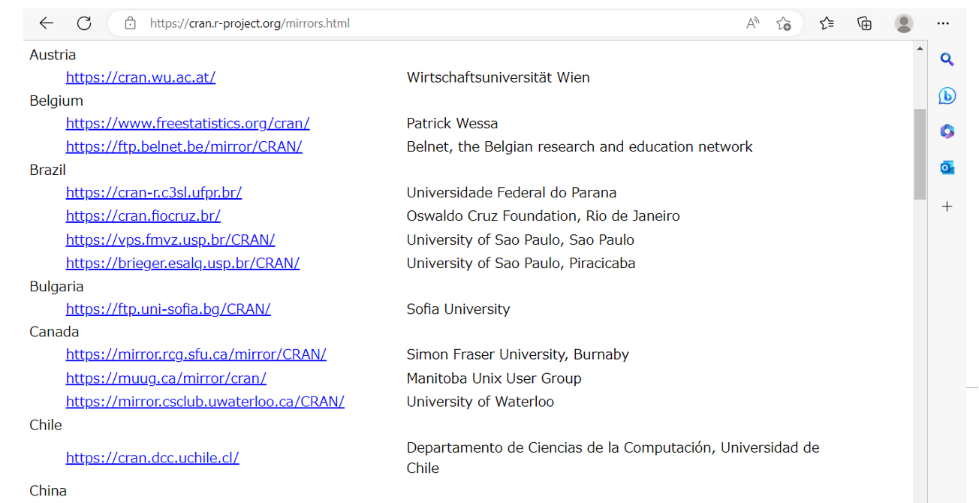 https://cran.r-project.org/mirrors.html
Austria
https://cran.wu.ac.at/ Wirtschaftsuniversität Wien
Belgium
https://www.freestatistics.org/cran/ Patrick Wessa
https://ftp.belnet.be/mirror/CRAN/ Belnet, the Belgian research and education network
Brazil
https://cran-r.c3sl.ufpr.br/ Universidade Federal do Parana
https://cran.fiocruz.br/ Oswaldo Cruz Foundation, Rio de Janeiro
https://vps.fmvz.usp.br/CRAN/ University of Sao Paulo, Sao Paulo
https://brieger.esalq.usp.br/CRAN/ University of Sao Paulo, Piracicaba
Bulgaria
https://ftp.uni-sofia.bg/CRAN/ Sofia University
Canada
https://mirror.rcg.sfu.ca/mirror/CRAN/ Simon Fraser University, Burnaby
https://muug.ca/mirror/cran/ Manitoba Unix User Group
https://mirror.csclub.uwaterloo.ca/CRAN/ University of Waterloo
Chile
https://cran.dcc.uchile.cl/ Departamento de Ciencias de la Computación, Universidad de
Chile
China